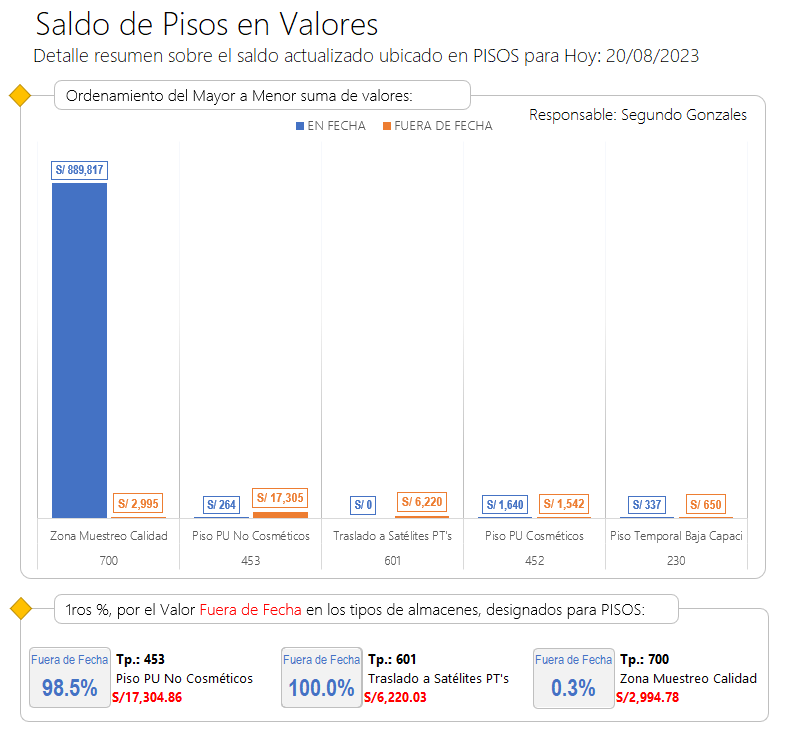 Saldo de Pisos en Valores
Detalle resumen sobre el saldo actualizado ubicado en PISOS para Hoy: 20/08/2023
Ordenamiento del Mayor a Menor suma de valores:
Responsable: Segundo Gonzales
EN FECHA FUERA DE FECHA
S/ 889,817
S/ 2,995 S/ 264 S/ 17,305 S/ 0 S/ 6,220 S/ 1,640 S/ 1,542 S/ 337 S/ 650
Zona Muestreo Calidad Piso PU No Cosméticos Traslado a Satélites PT's Piso PU Cosméticos Piso Temporal Baja Capaci
700 453 601 452 230
1ros %, por el Valor Fuera de Fecha en los tipos de almacenes, designados para PISOS:
Fuera de Fecha Tp.: 453
98.5% Piso PU No Cosméticos
S/17,304.86
Fuera de Fecha Tp.: 601
100.0% Traslado a Satélites PT's
S/6,220.03
Fuera de Fecha Tp.: 700
0.3% Zona Muestreo Calidad
S/2,994.78